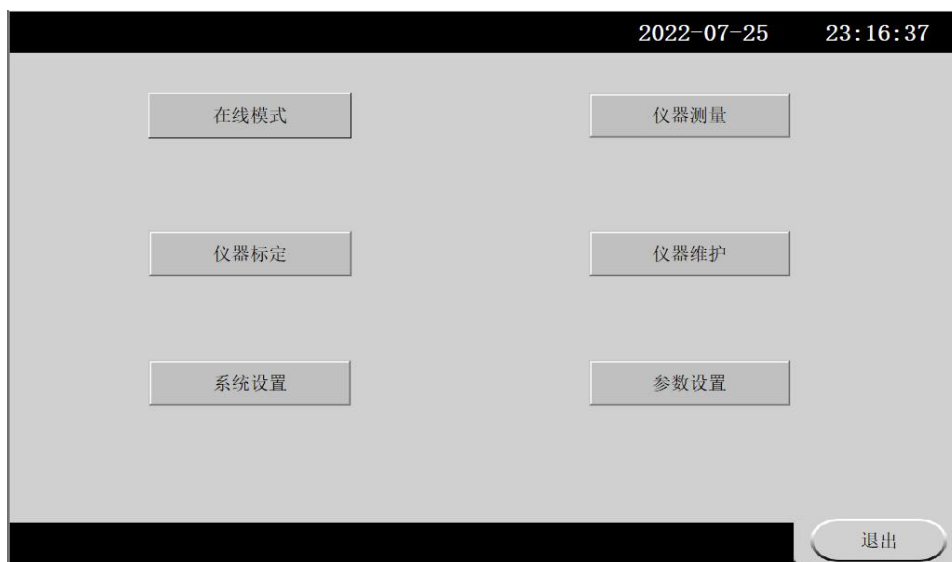 2022-07-25 23:16:37
在线模式 仪器测量
仪器标定 仪器维护
系统设置 参数设置
退出